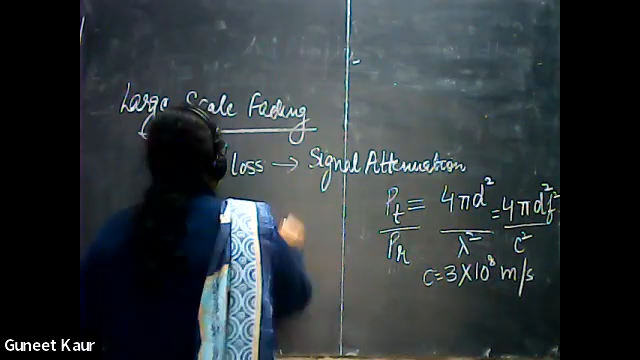 Large Scale Fading
loss → Signal Attenuation
Pt/Pr = 4πd²/λ² = 4πd²f²/c²
C = 3×10⁸ m/s
Guneet Kaur